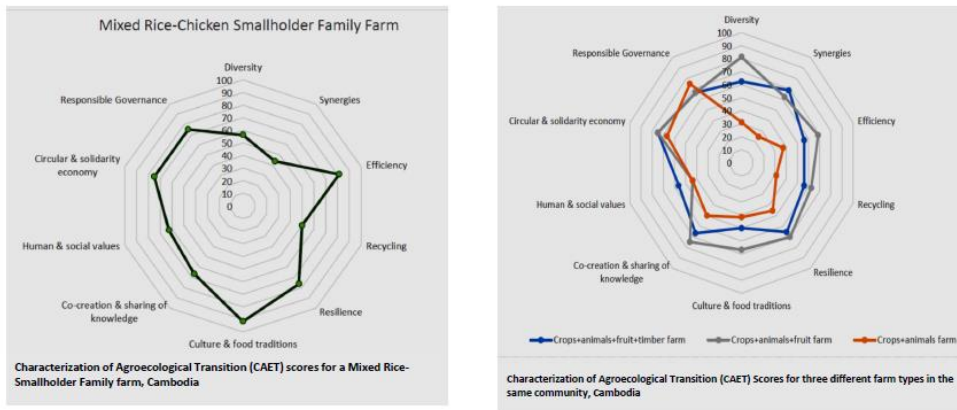 Mixed Rice-Chicken Smallholder Family Farm
Diversity
100
90
80
70
60
50
40
30
20
10
0
Synergies
Efficiency
Recycling
Resilience
Culture & food traditions
Co-creation & sharing of
knowledge
Human & social values
Circular & solidarity
economy
Responsible Governance
Characterization of Agroecological Transition (CAET) scores for a Mixed Rice-
Smallholder Family farm, Cambodia
Diversity
100
90
80
70
60
50
40
30
20
10
0
Synergies
Efficiency
Recycling
Resilience
Culture & food traditions
Co-creation & sharing of
knowledge
Human & social values
Circular & solidarity economy
Responsible Governance
Crops+animals+fruit+timber farm
Crops+animals+fruit farm
Crops+animals farm
Characterization of Agroecological Transition (CAET) Scores for three different farm types in the
same community, Cambodia